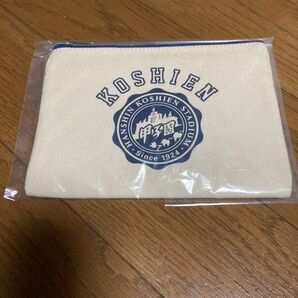 KOSHIEN
HANSHIN KOSHIEN STADIUM
甲子園
Since 1924